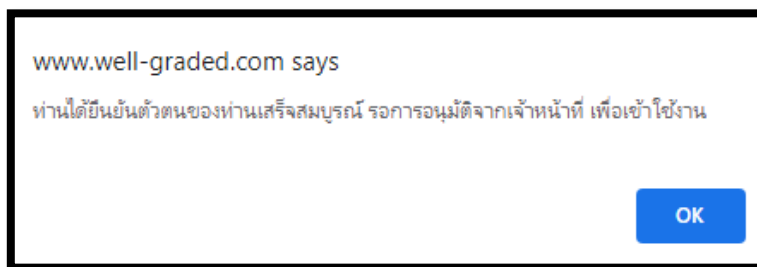 www.well-graded.com says
ท่านได้ยืนยันตัวตนของท่านเสร็จสมบูรณ์ รอการอนุมัติจากเจ้าหน้าที่ เพื่อเข้าใช้งาน
OK